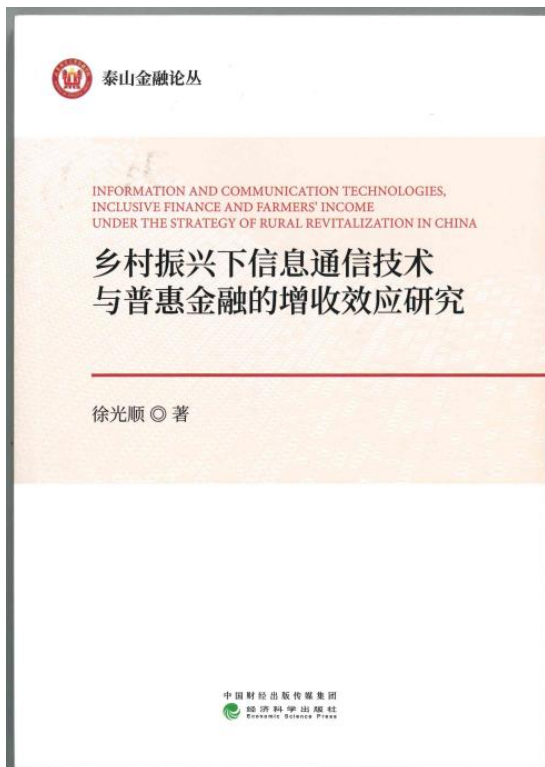 泰山金融论丛
INFORMATION AND COMMUNICATION TECHNOLOGIES,
INCLUSIVE FINANCE AND FARMERS' INCOME
UNDER THE STRATEGY OF RURAL REVITALIZATION IN CHINA
乡村振兴下信息通信技术
与普惠金融的增收效应研究
徐光顺 ◎ 著
中国财经出版传媒集团
经济科学出版社
Economic Science Press